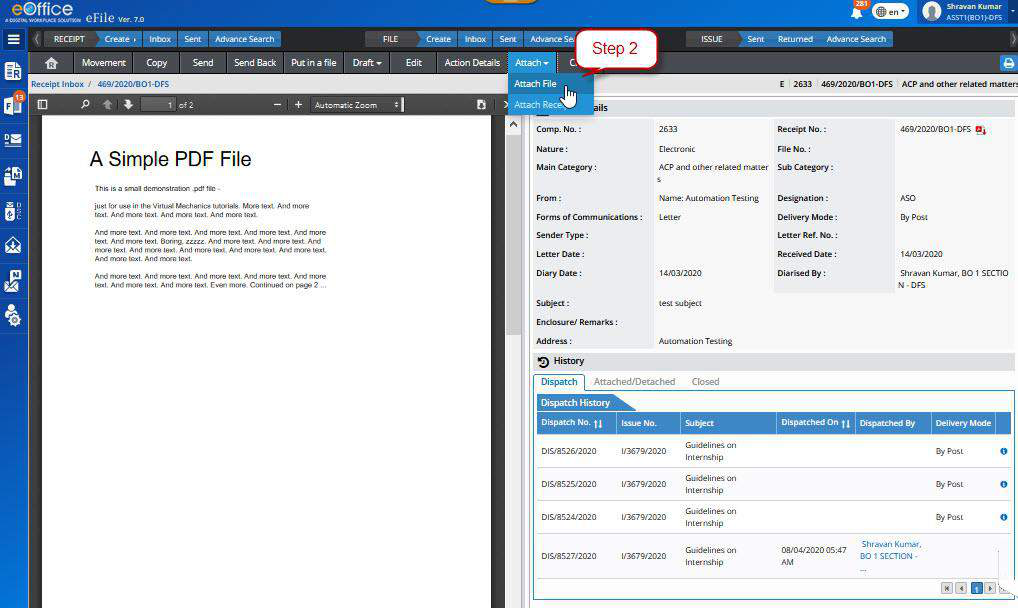 eOffice
A DIGITAL WORKPLACE SOLUTION
eFile Ver. 7.0
281
en
Shravan Kumar
ASST1(BO1)-DFS
RECEIPT Create Inbox Sent Advance Search
FILE Create Inbox Sent Advance Sea
ISSUE Sent Returned Advance Search
Step 2
Movement Copy Send Send Back Put in a file Draft Edit Action Details Attach C
Attach File
Attach Rece
Receipt Inbox / 469/2020/BO1-DFS
E 2633 469/2020/BO1-DFS ACP and other related matters
13
1 of 2
Automatic Zoom
A Simple PDF File
This is a small demonstration .pdf file -
just for use in the Virtual Mechanics tutorials. More text. And more
text. And more text. And more text. And more text.
And more text. And more text. And more text. And more text. And more
text. And more text. Boring, zzzzz. And more text. And more text. And
more text. And more text. And more text. And more text. And more text.
And more text. And more text.
And more text. And more text. And more text. And more text. And more
text. And more text. And more text. Even more. Continued on page 2 ...
ails
Comp. No. : 2633 Receipt No. : 469/2020/BO1-DFS
Nature : Electronic File No. :
Main Category : ACP and other related matter Sub Category :
s
From : Name: Automation Testing Designation : ASO
Forms of Communications : Letter Delivery Mode : By Post
Sender Type : Letter Ref. No. :
Letter Date : Received Date : 14/03/2020
Diary Date : 14/03/2020 Diarised By : Shravan Kumar, BO 1 SECTIO
N - DFS
Subject : test subject
Enclosure/ Remarks :
Address : Automation Testing
History
Dispatch Attached/Detached Closed
Dispatch History
Dispatch No. Issue No. Subject Dispatched On Dispatched By Delivery Mode
DIS/8526/2020 I/3679/2020 Guidelines on By Post
Internship
DIS/8525/2020 I/3679/2020 Guidelines on By Post
Internship
DIS/8524/2020 I/3679/2020 Guidelines on By Post
Internship
DIS/8527/2020 I/3679/2020 Guidelines on 08/04/2020 05:47 Shravan Kumar,
Internship AM BO 1 SECTION -
...
1